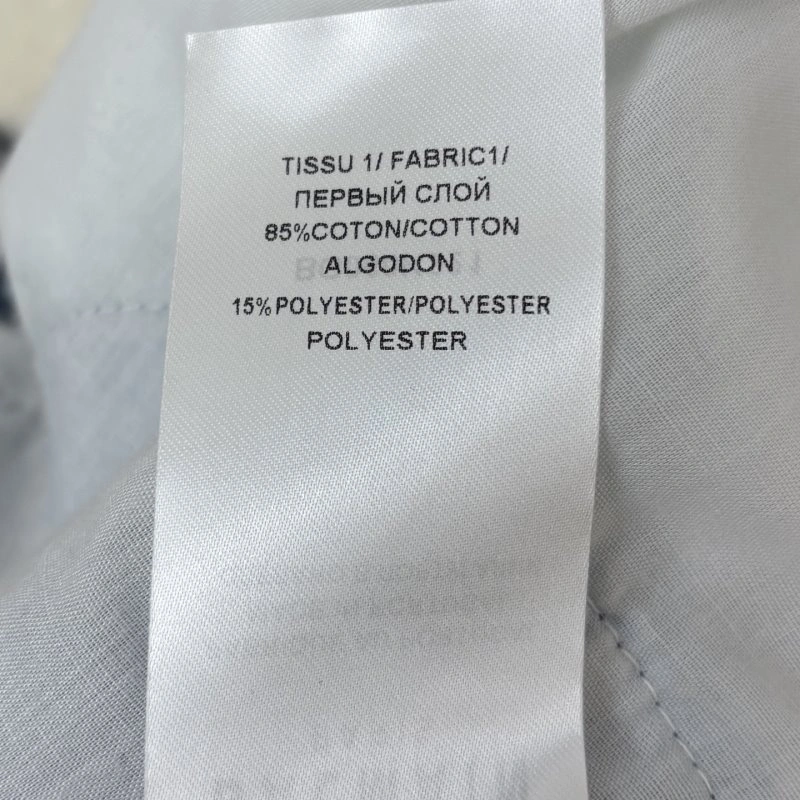 TISSU 1/ FABRIC1/
ПЕРВЫЙ СЛОЙ
85%COTON/COTTON
ALGODON
15%POLYESTER/POLYESTER
POLYESTER